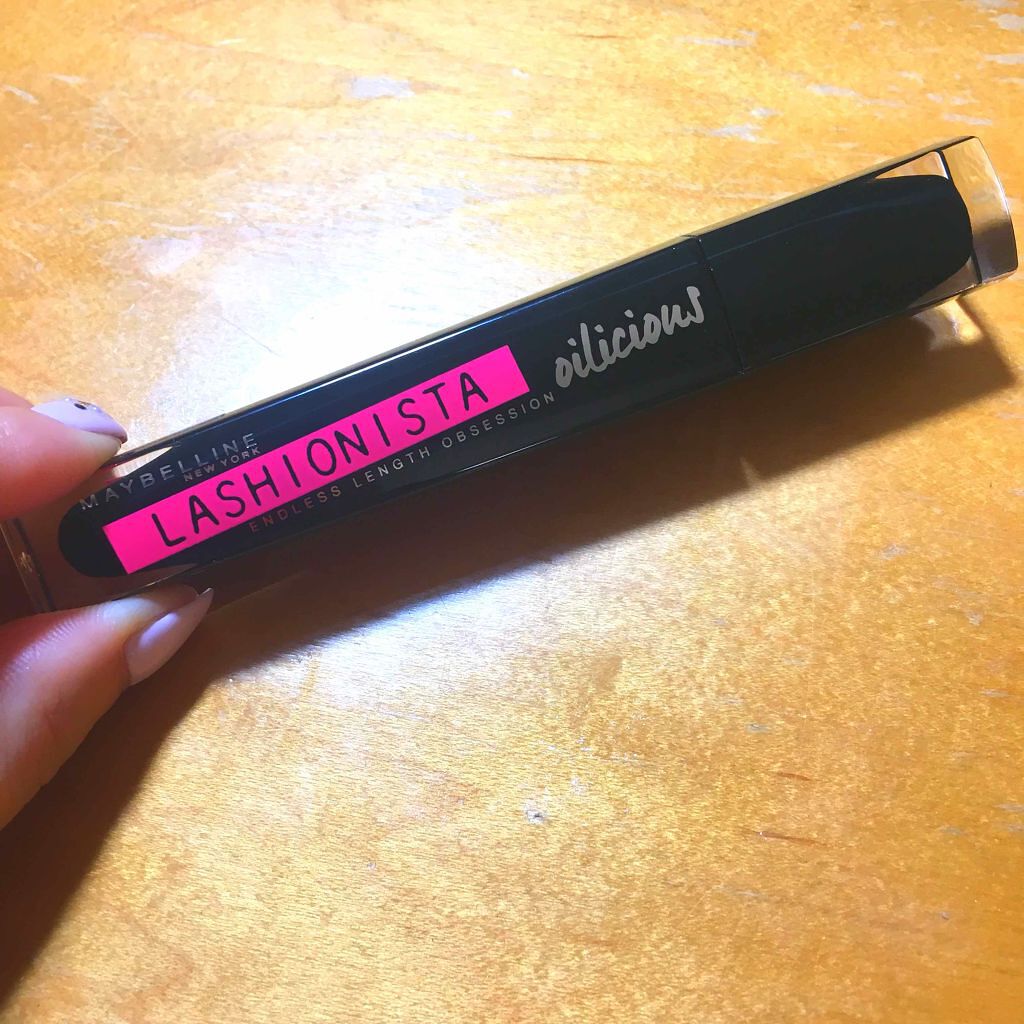 MAYBELLINE
NEW YORK
LASHIONISTA
ENDLESS LENGTH OBSESSION
oilicious